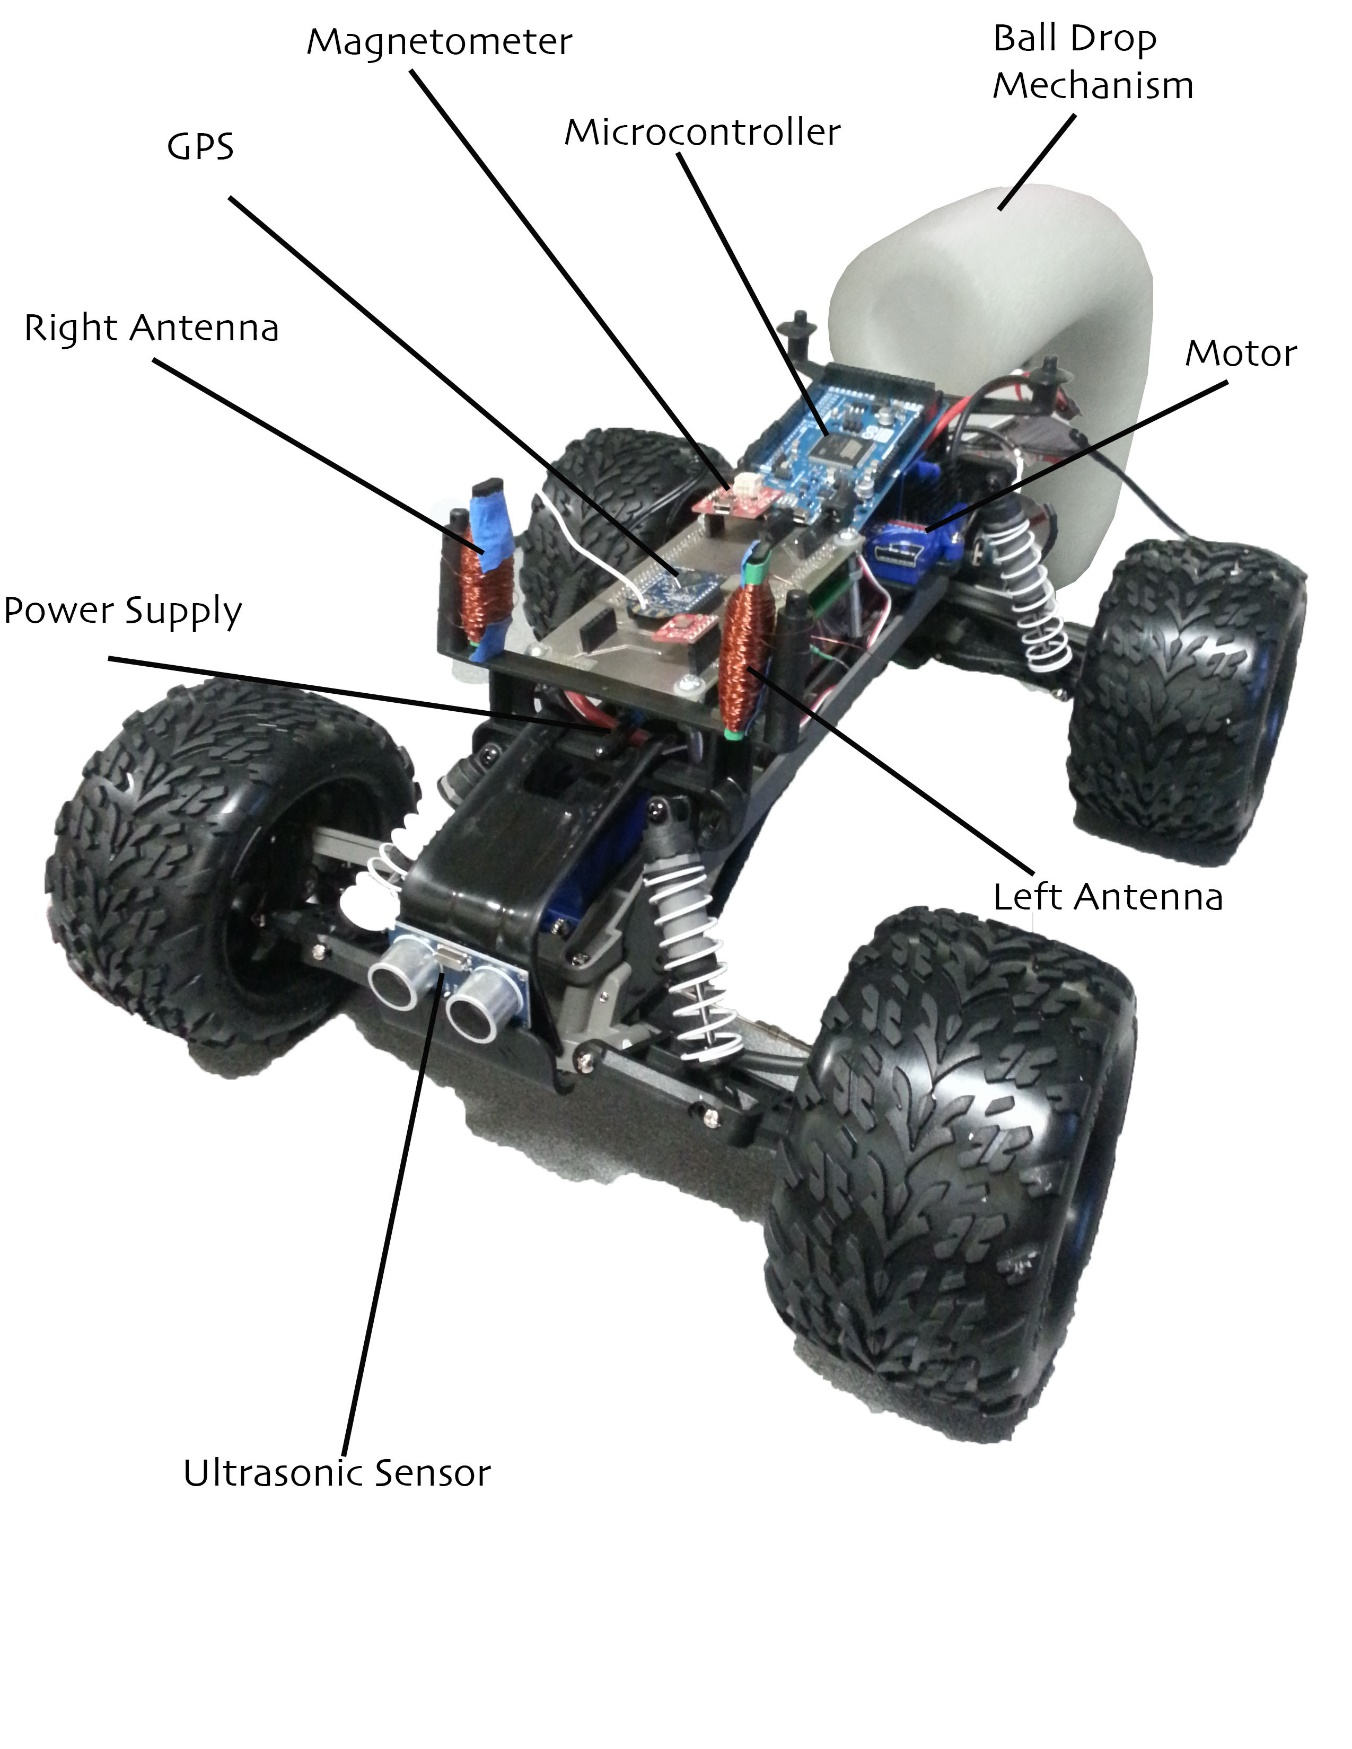 Magnetometer
Ball Drop
Mechanism
Microcontroller
GPS
Right Antenna
Motor
Power Supply
Left Antenna
Ultrasonic Sensor